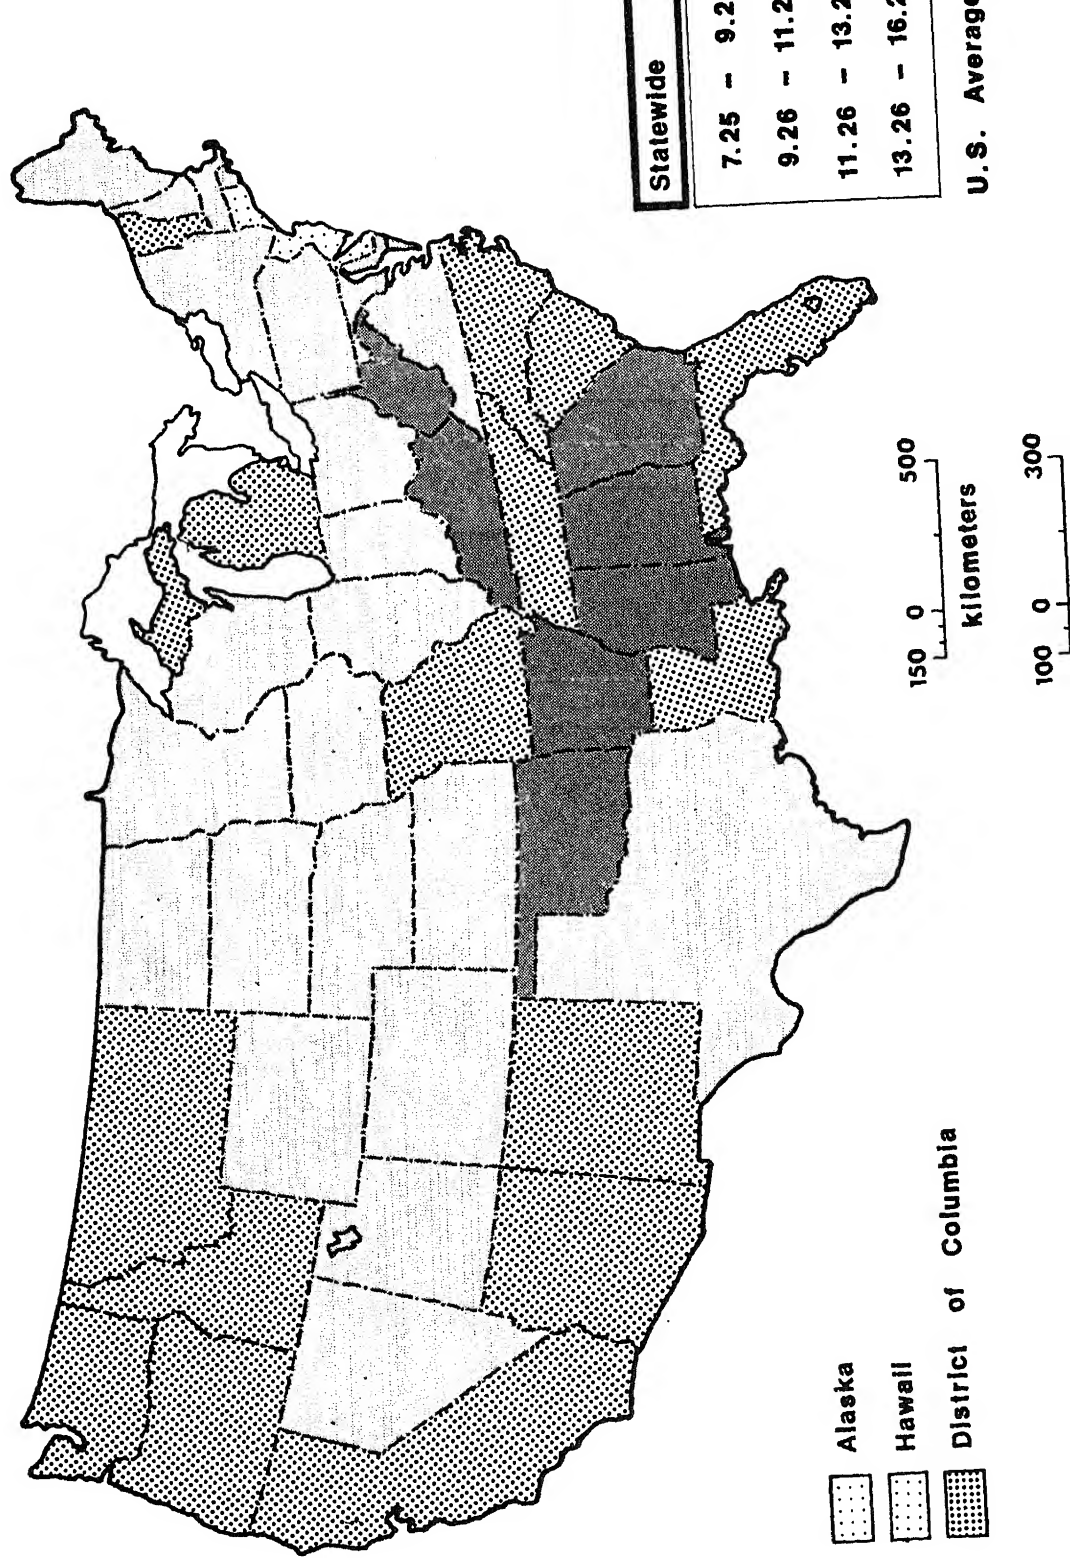 Statewide
7.25 - 9.2
9.26 - 11.2
11.26 - 13.2
13.26 - 16.2
U.S. Average
Alaska
Hawaii
District of Columbia
150 0 500
kilometers
100 0 300